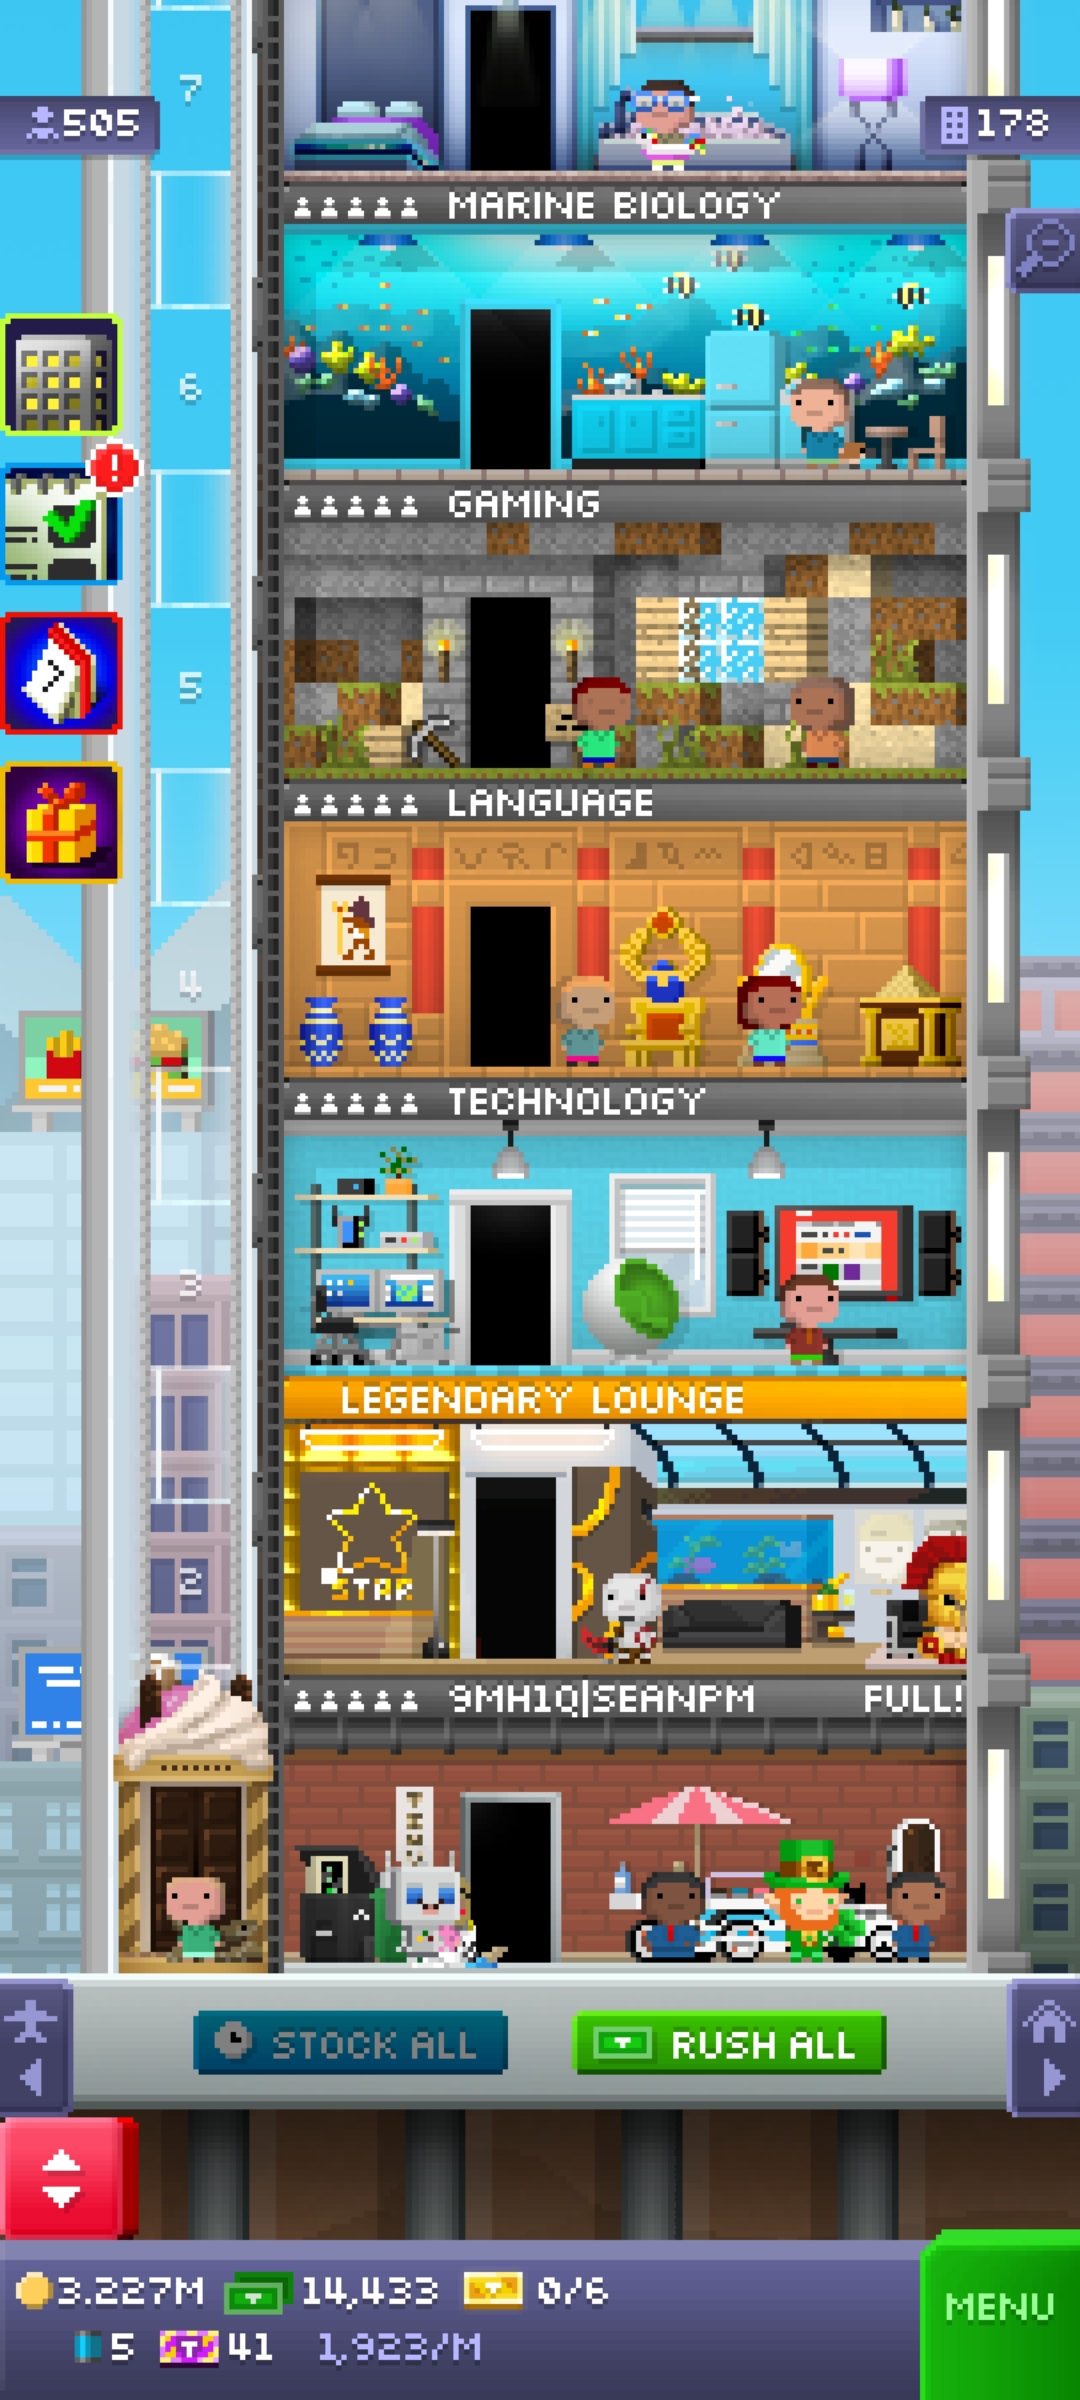 7
505
178
MARINE BIOLOGY
6
GAMING
5
LANGUAGE
4
TECHNOLOGY
3
LEGENDARY LOUNGE
STAR
2
9MH1Q|SEANPM FULL!
STOCK ALL
RUSH ALL
3.227M 14,433 0/6
MENU
5 41 1,923/M